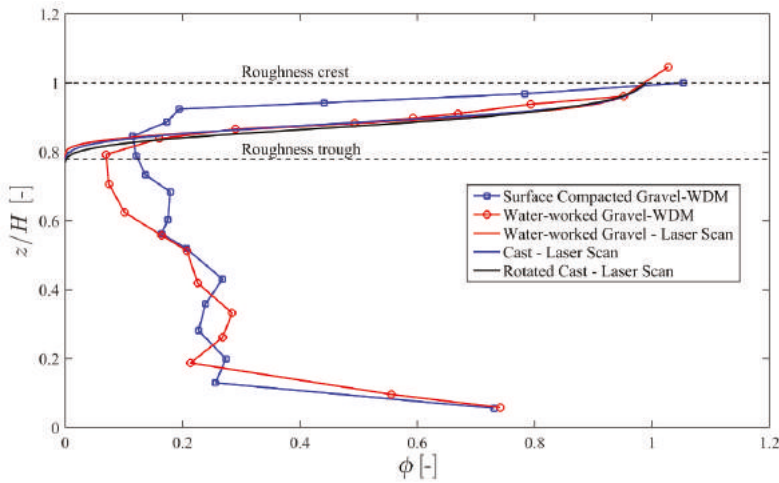 1.2
Roughness crest
1
0.8
Roughness trough
Surface Compacted Gravel-WDM
Water-worked Gravel-WDM
Water-worked Gravel - Laser Scan
Cast - Laser Scan
Rotated Cast - Laser Scan
z/H [-]
0.6
0.4
0.2
0
0 0.2 0.4 0.6 0.8 1 1.2
ϕ [-]